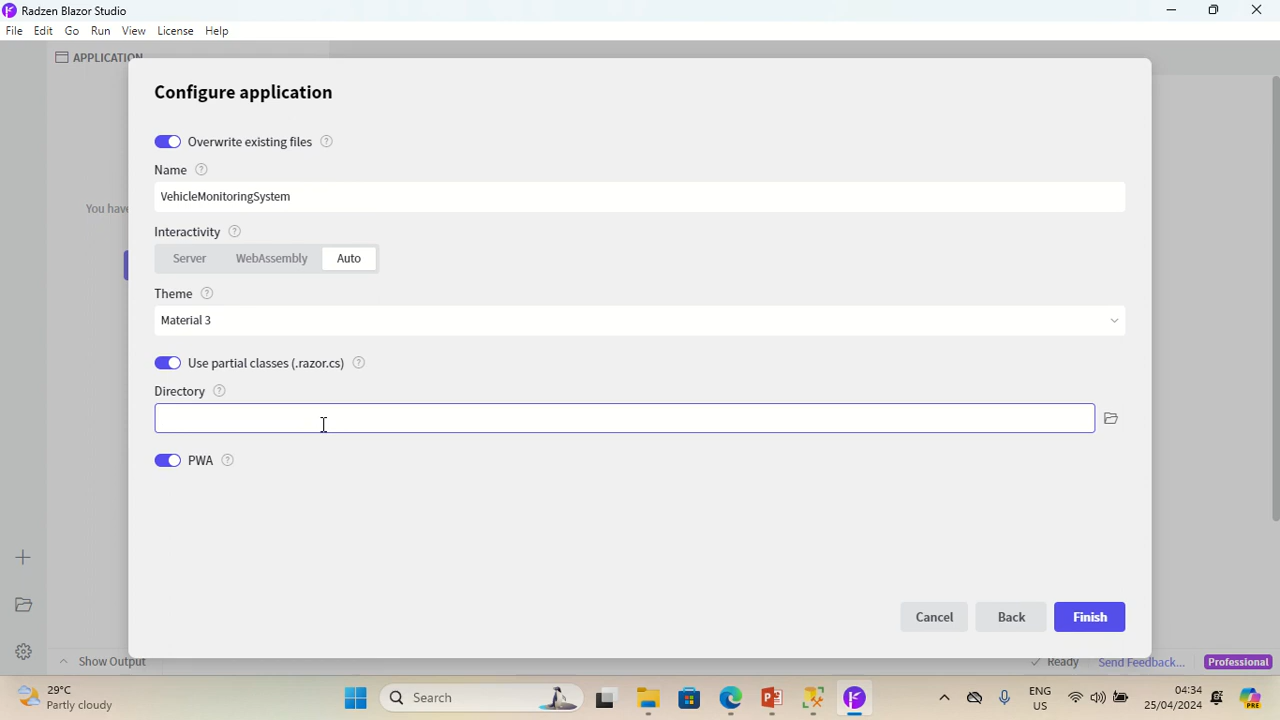 Radzen Blazor Studio
File Edit Go Run View License Help
APPLICATION
Configure application
Overwrite existing files ?
Name ?
VehicleMonitoringSystem
You have
Interactivity ?
Server WebAssembly Auto
Theme ?
Material 3
Use partial classes (.razor.cs) ?
Directory ?
PWA ?
Cancel Back Finish
Show Output Ready Send Feedback... Professional
29°C
Partly cloudy
Search
ENG
US
04:34
25/04/2024
PRE